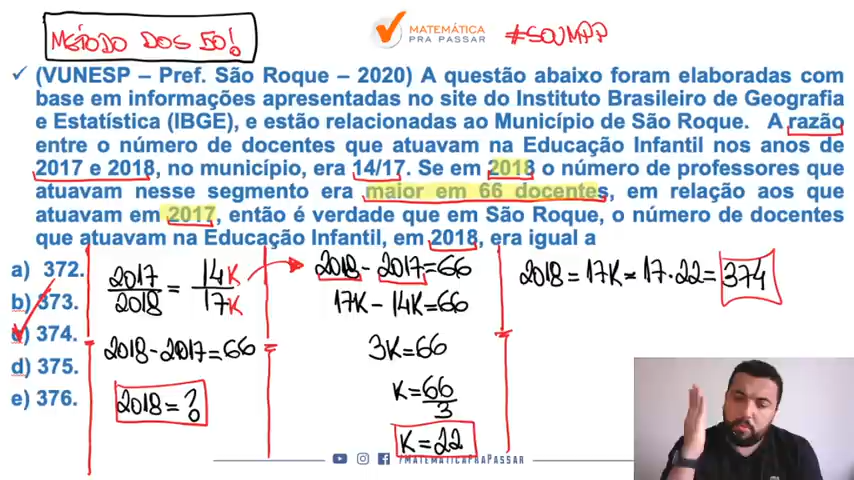 MÉTODO DOS 50!
MATEMÁTICA
PRA PASSAR
#SOUMPP
✓ (VUNESP – Pref. São Roque – 2020) A questão abaixo foram elaboradas com
base em informações apresentadas no site do Instituto Brasileiro de Geografia
e Estatística (IBGE), e estão relacionadas ao Município de São Roque. A razão
entre o número de docentes que atuavam na Educação Infantil nos anos de
2017 e 2018, no município, era 14/17. Se em 2018 o número de professores que
atuavam nesse segmento era maior em 66 docentes, em relação aos que
atuavam em 2017, então é verdade que em São Roque, o número de docentes
que atuavam na Educação Infantil, em 2018, era igual a
a) 372.
b) 373.
c) 374.
d) 375.
e) 376.
2017/2018 = 14K/17K
2018-2017=66
2018=?
2018-2017=66
17K-14K=66
3K=66
K=66/3
K=22
2018=17K=17·22=374
/MATEMÁTICAPRAPASSAR